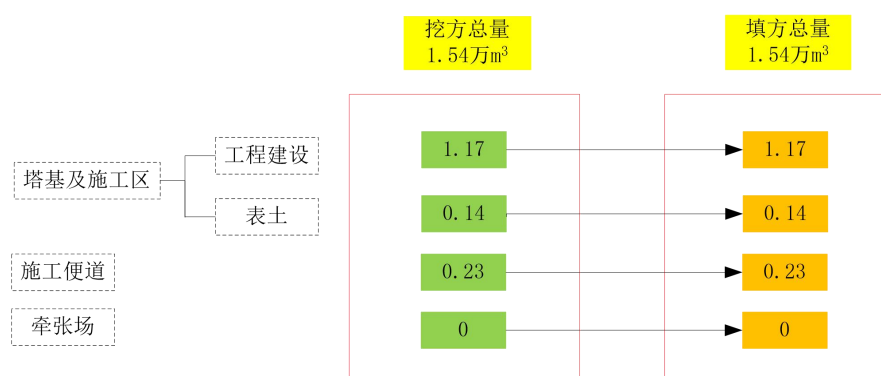 挖方总量
1.54万m³
填方总量
1.54万m³
工程建设
1.17
1.17
塔基及施工区
表土
0.14
0.14
施工便道
0.23
0.23
牵张场
0
0